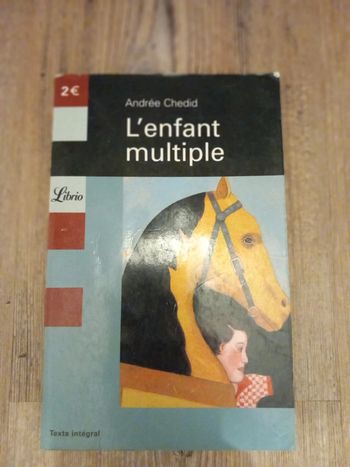 2€
Andrée Chedid
L'enfant
multiple
Librio
Texte intégral